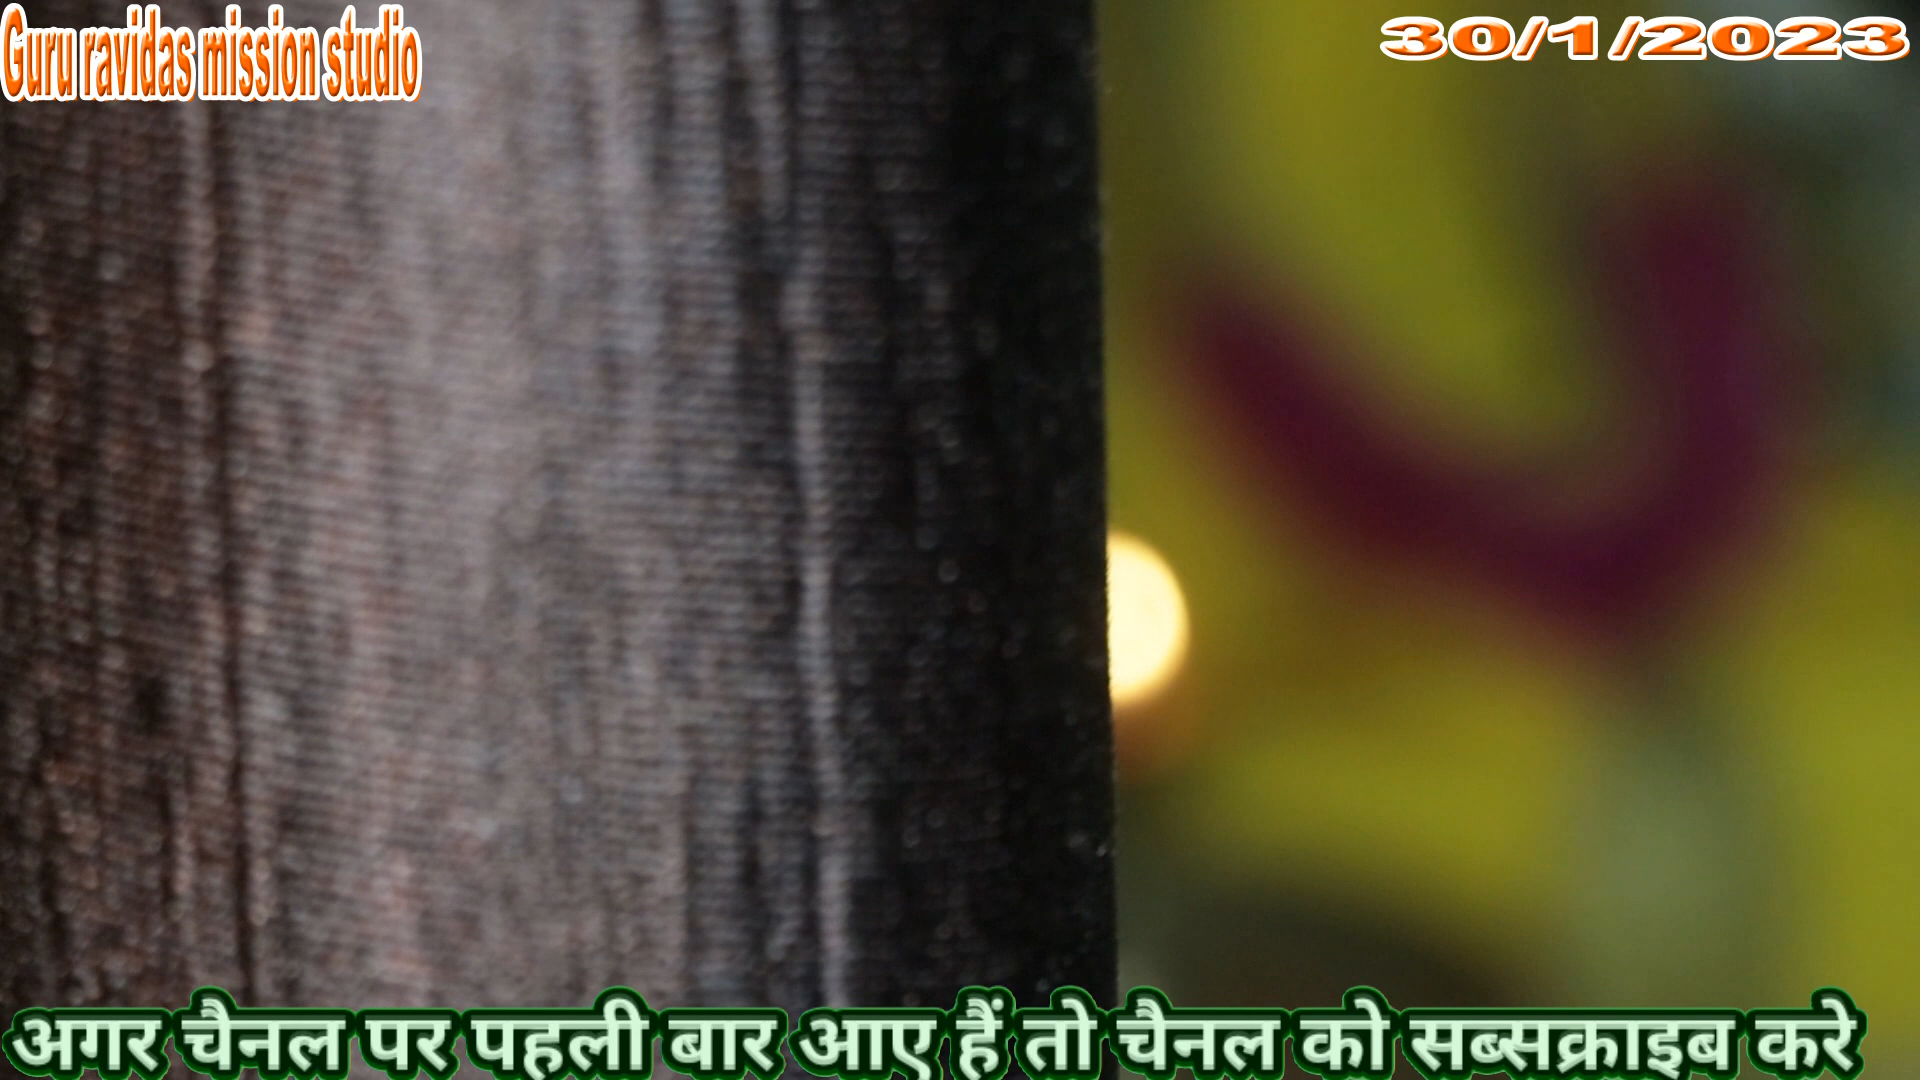 Guru ravidas mission studio
30/1/2023
अगर चैनल पर पहली बार आए हैं तो चैनल को सब्सक्राइब करे